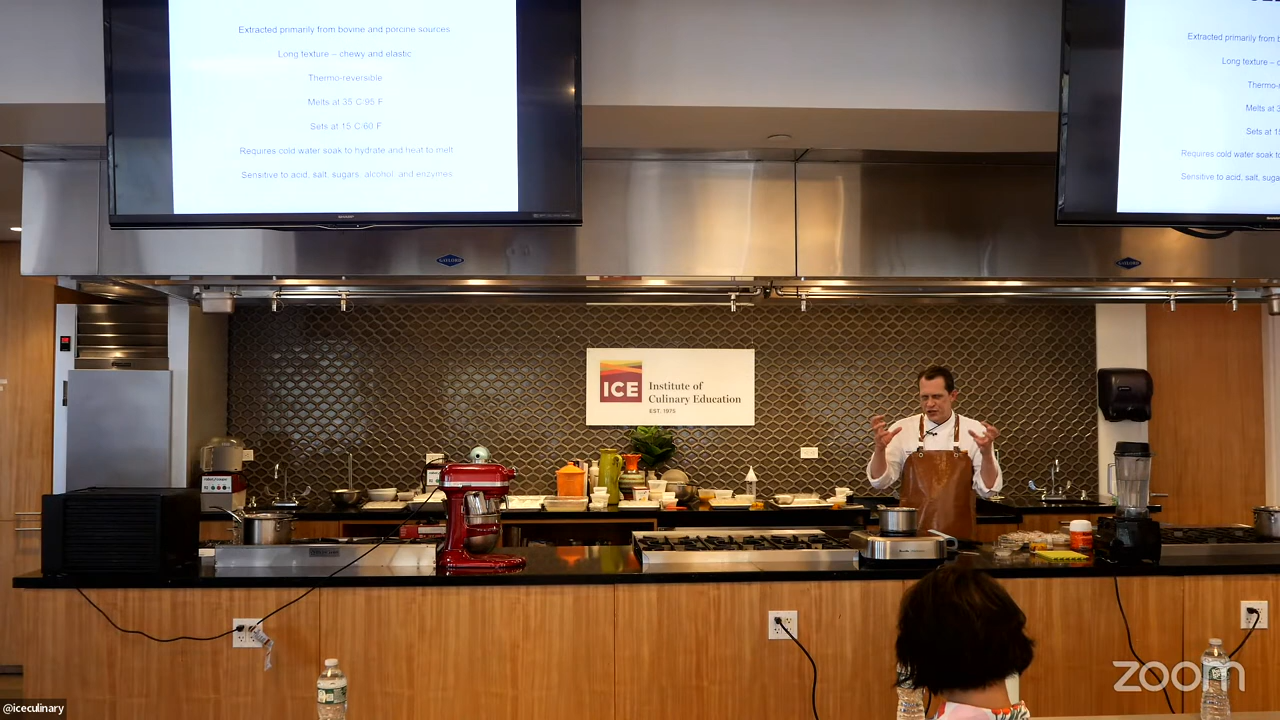 Extracted primarily from bovine and porcine sources
Long texture – chewy and elastic
Thermo-reversible
Melts at 35 C/95 F
Sets at 15 C/60 F
Requires cold water soak to hydrate and heat to melt
Sensitive to acid, salt, sugars, alcohol, and enzymes
SHARP
Extracted primarily from b
Long texture – c
Thermo-r
Melts at 3
Sets at 15
Requires cold water soak to
Sensitive to acid, salt, suga
ICE
Institute of
Culinary Education
EST. 1975
zoom
@iceculinary